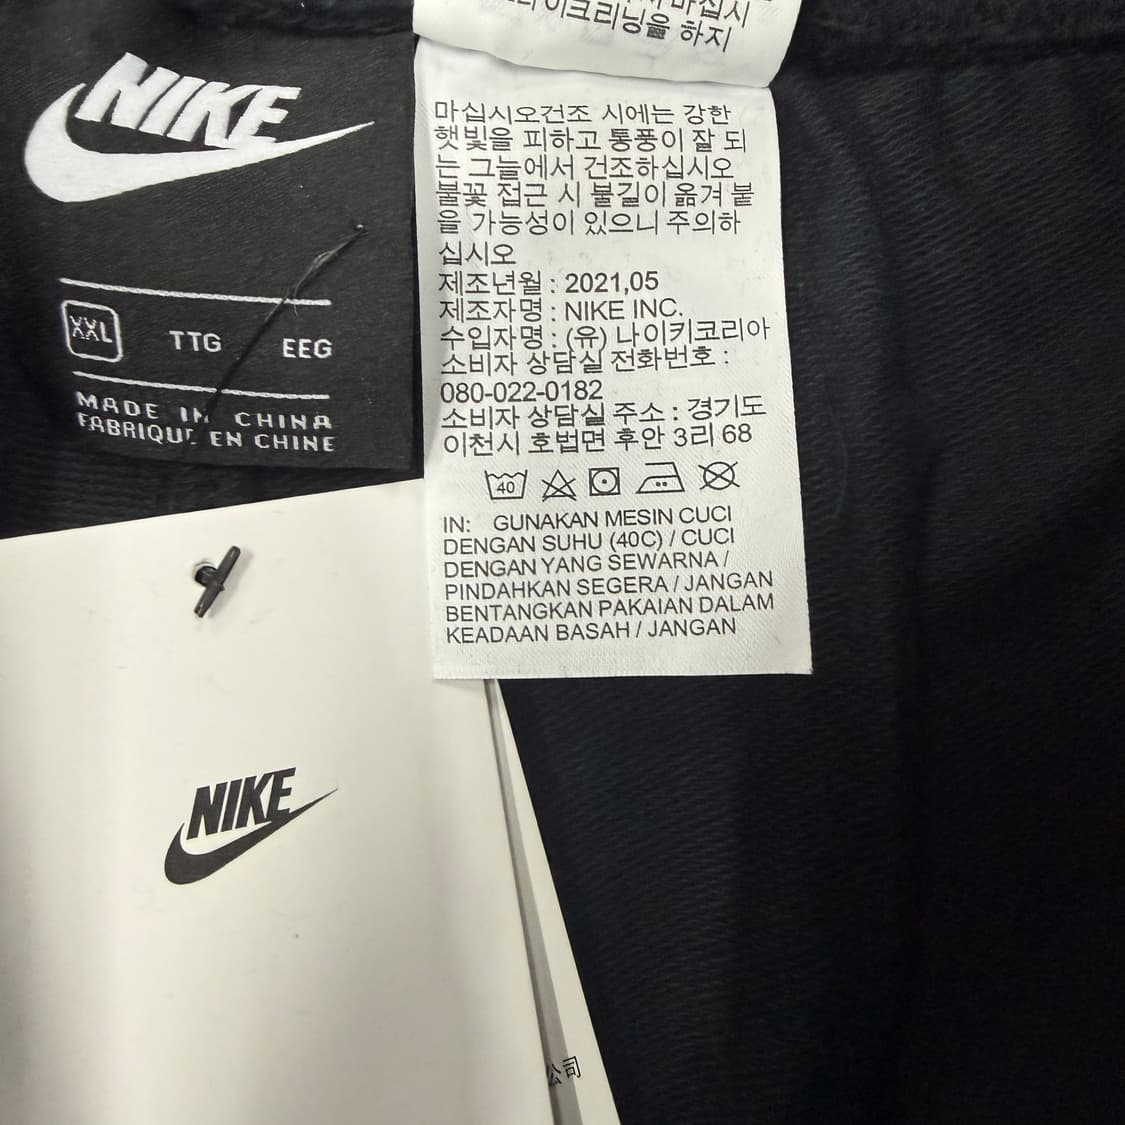 NIKE
XXL TTG EEG
MADE IN CHINA
FABRIQUÉ EN CHINE
하지
마십시오건조 시에는 강한
햇빛을 피하고 통풍이 잘 되
는 그늘에서 건조하십시오
불꽃 접근 시 불길이 옮겨 붙
을 가능성이 있으니 주의하
십시오
제조년월 : 2021,05
제조자명 : NIKE INC.
수입자명 : (유) 나이키코리아
소비자 상담실 전화번호 :
080-022-0182
소비자 상담실 주소 : 경기도
이천시 호법면 후안 3리 68
40
IN: GUNAKAN MESIN CUCI
DENGAN SUHU (40C) / CUCI
DENGAN YANG SEWARNA /
PINDAHKAN SEGERA / JANGAN
BENTANGKAN PAKAIAN DALAM
KEADAAN BASAH / JANGAN
NIKE
公司